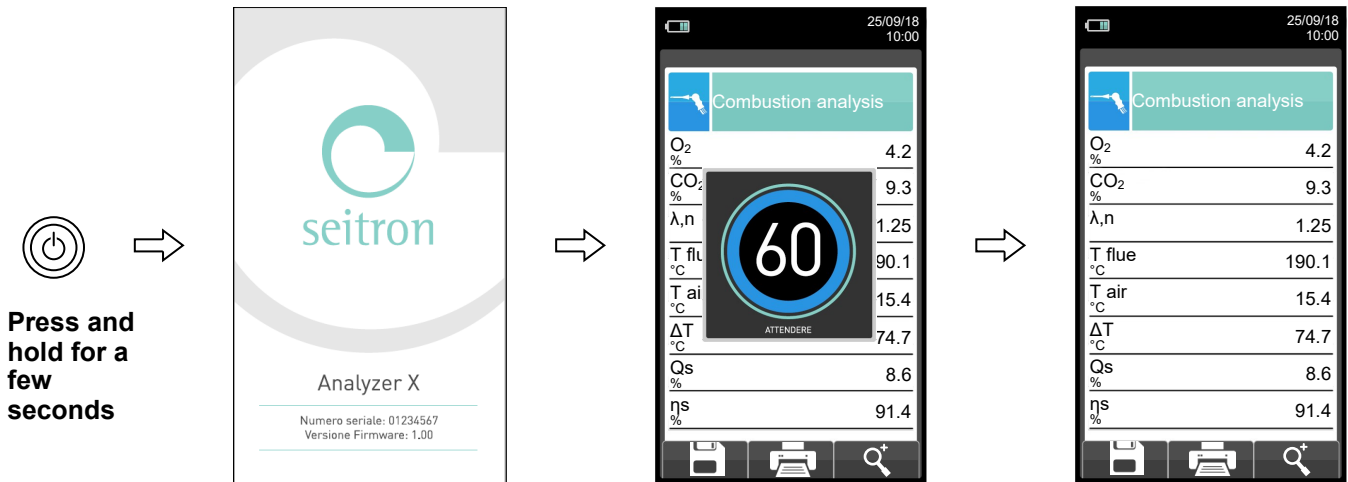 Press and
hold for a
few
seconds
seitron
Analyzer X
Numero seriale: 01234567
Versione Firmware: 1.00
25/09/18
10:00
Combustion analysis
O2 4.2
%
CO2 9.3
%
λ,n 1.25
T flu 90.1
°C
T ai 15.4
°C
ΔT 74.7
°C
Qs 8.6
%
ηs 91.4
%
60
ATTENDERE
25/09/18
10:00
Combustion analysis
O2 4.2
%
CO2 9.3
%
λ,n 1.25
T flue 190.1
°C
T air 15.4
°C
ΔT 74.7
°C
Qs 8.6
%
ηs 91.4
%